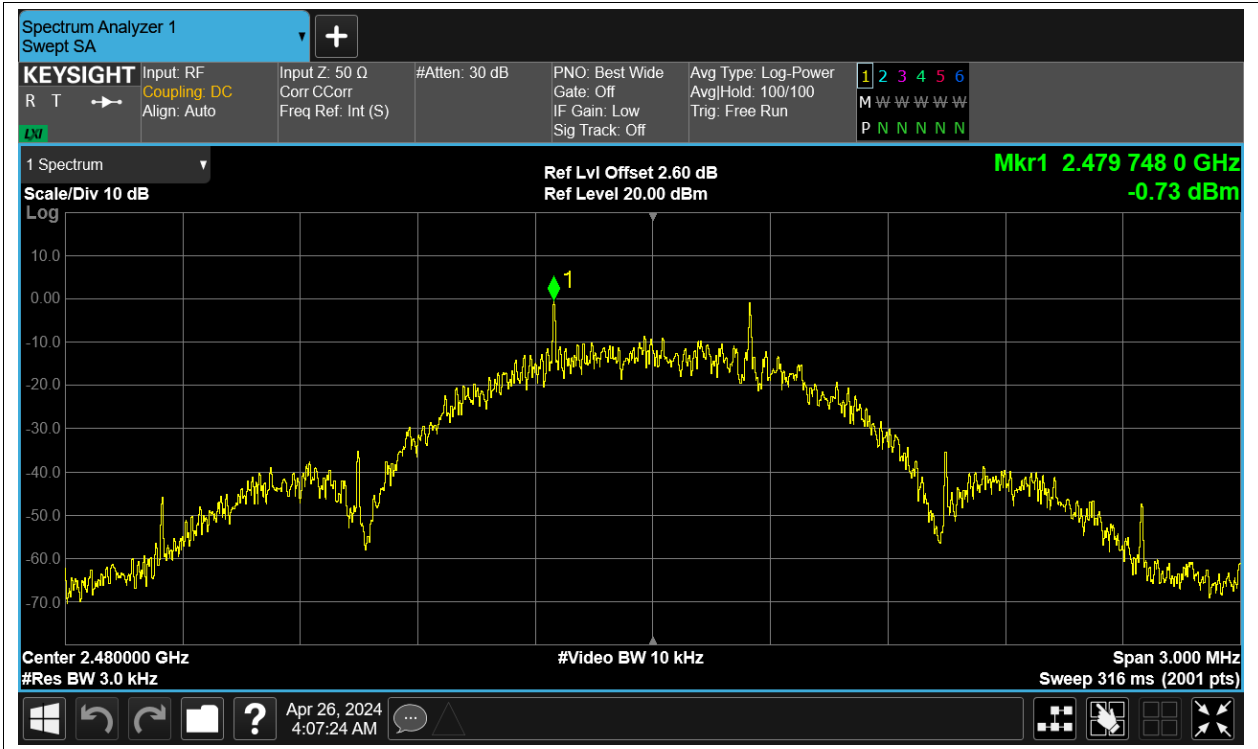 Spectrum Analyzer 1
Swept SA
+
KEYSIGHT
R T
LXI
Input: RF
Coupling: DC
Align: Auto
Input Z: 50 Ω
Corr CCorr
Freq Ref: Int (S)
#Atten: 30 dB
PNO: Best Wide
Gate: Off
IF Gain: Low
Sig Track: Off
Avg Type: Log-Power
Avg|Hold: 100/100
Trig: Free Run
1 2 3 4 5 6
M W W W W W W
P N N N N N N
1 Spectrum
Scale/Div 10 dB
Log
Ref Lvl Offset 2.60 dB
Ref Level 20.00 dBm
Mkr1 2.479 748 0 GHz
-0.73 dBm
10.0
0.00
-10.0
-20.0
-30.0
-40.0
-50.0
-60.0
-70.0
1
Center 2.480000 GHz
#Res BW 3.0 kHz
#Video BW 10 kHz
Span 3.000 MHz
Sweep 316 ms (2001 pts)
?
Apr 26, 2024
4:07:24 AM